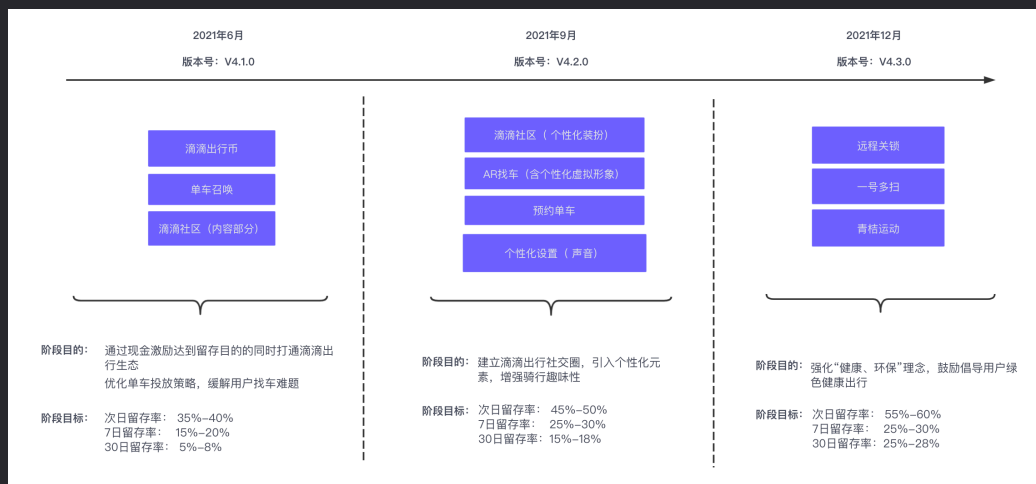 2021年6月
版本号：V4.1.0
2021年9月
版本号：V4.2.0
2021年12月
版本号：V4.3.0
滴滴出行币
单车召唤
滴滴社区（内容部分）
滴滴社区（ 个性化装扮）
AR找车（含个性化虚拟形象）
预约单车
个性化设置（ 声音）
远程关锁
一号多扫
青桔运动
阶段目的： 通过现金激励达到留存目的的同时打通滴滴出
行生态
优化单车投放策略，缓解用户找车难题
阶段目标： 次日留存率： 35%-40%
7日留存率： 15%-20%
30日留存率： 5%-8%
阶段目的： 建立滴滴出行社交圈，引入个性化元
素，增强骑行趣味性
阶段目标： 次日留存率： 45%-50%
7日留存率： 25%-30%
30日留存率：15%-18%
阶段目的： 强化“健康、环保”理念，鼓励倡导用户绿
色健康出行
阶段目标： 次日留存率： 55%-60%
7日留存率： 25%-30%
30日留存率：25%-28%